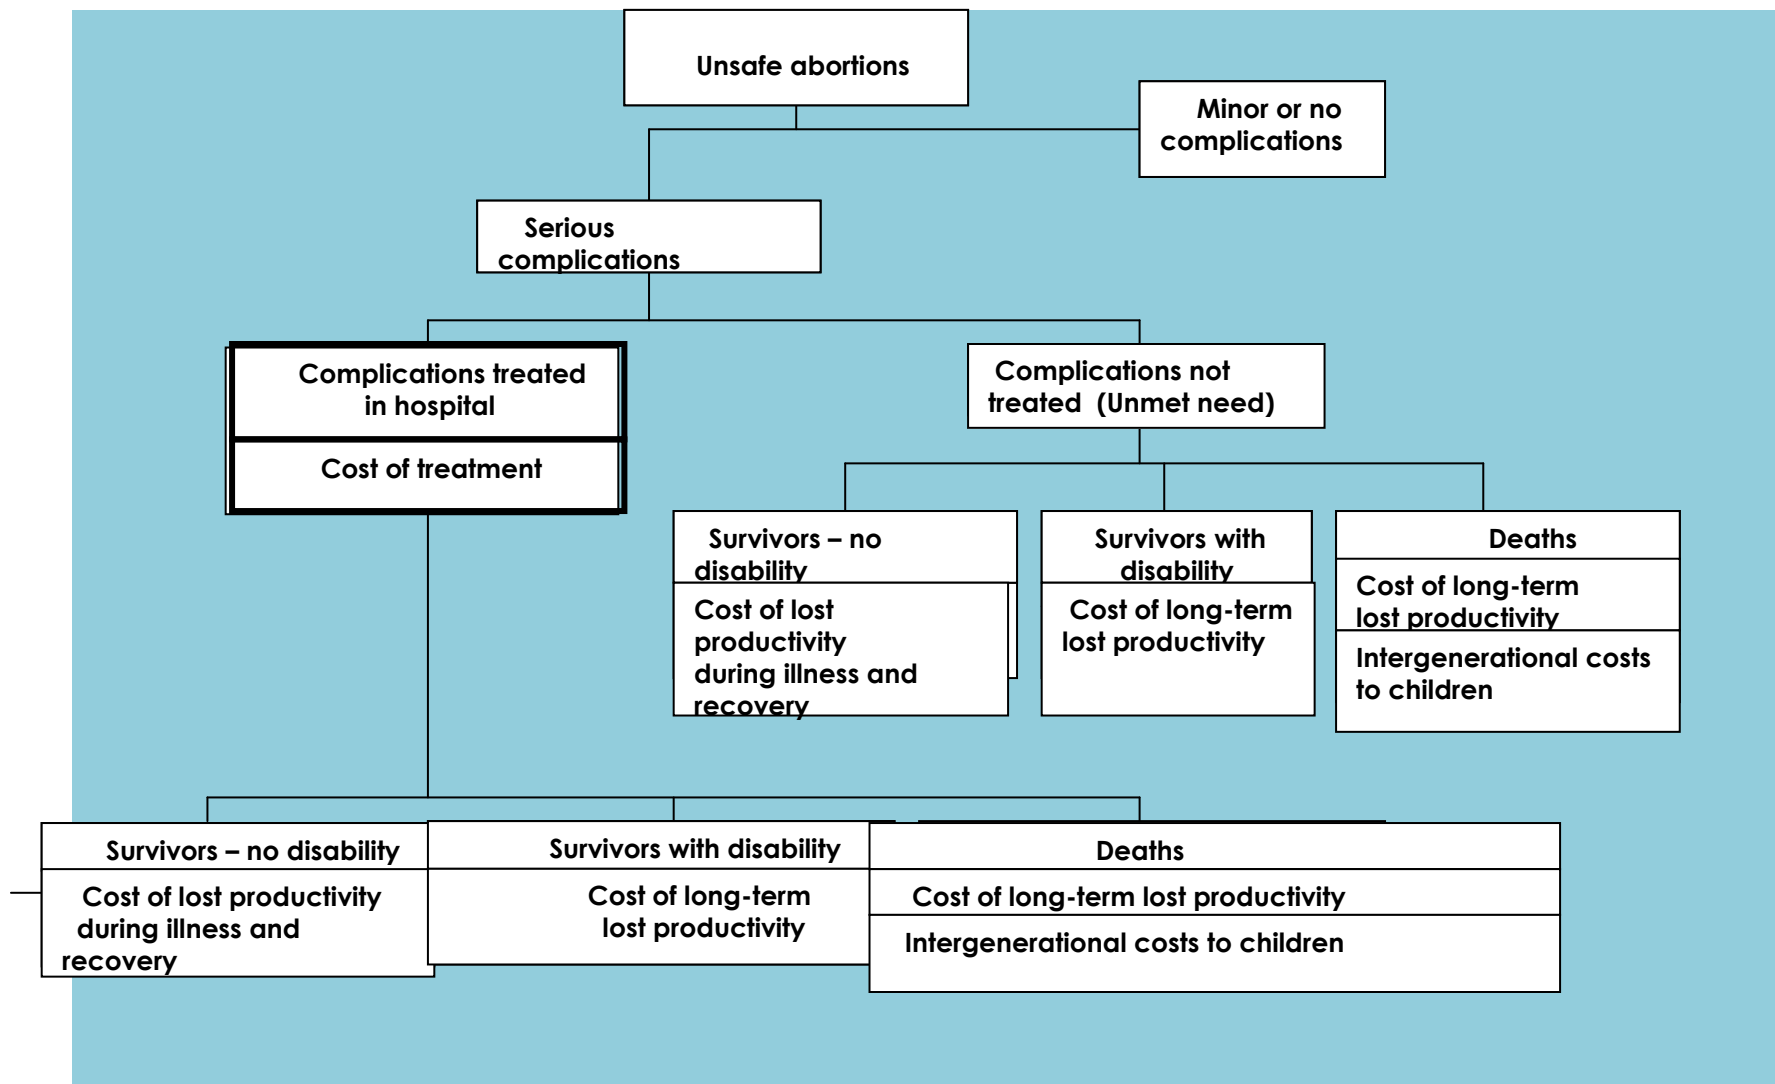 Unsafe abortions
Minor or no
complications
Serious
complications
Complications treated
in hospital
Cost of treatment
Complications not
treated (Unmet need)
Survivors – no
disability
Cost of lost
productivity
during illness and
recovery
Survivors with
disability
Cost of long-term
lost productivity
Deaths
Cost of long-term
lost productivity
Intergenerational costs
to children
Survivors – no disability
Cost of lost productivity
during illness and
recovery
Survivors with disability
Cost of long-term
lost productivity
Deaths
Cost of long-term lost productivity
Intergenerational costs to children